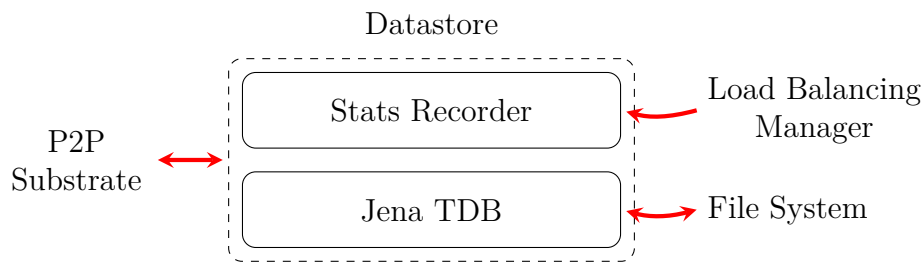 Datastore
Stats Recorder
Load Balancing
Manager
P2P
Substrate
Jena TDB
File System